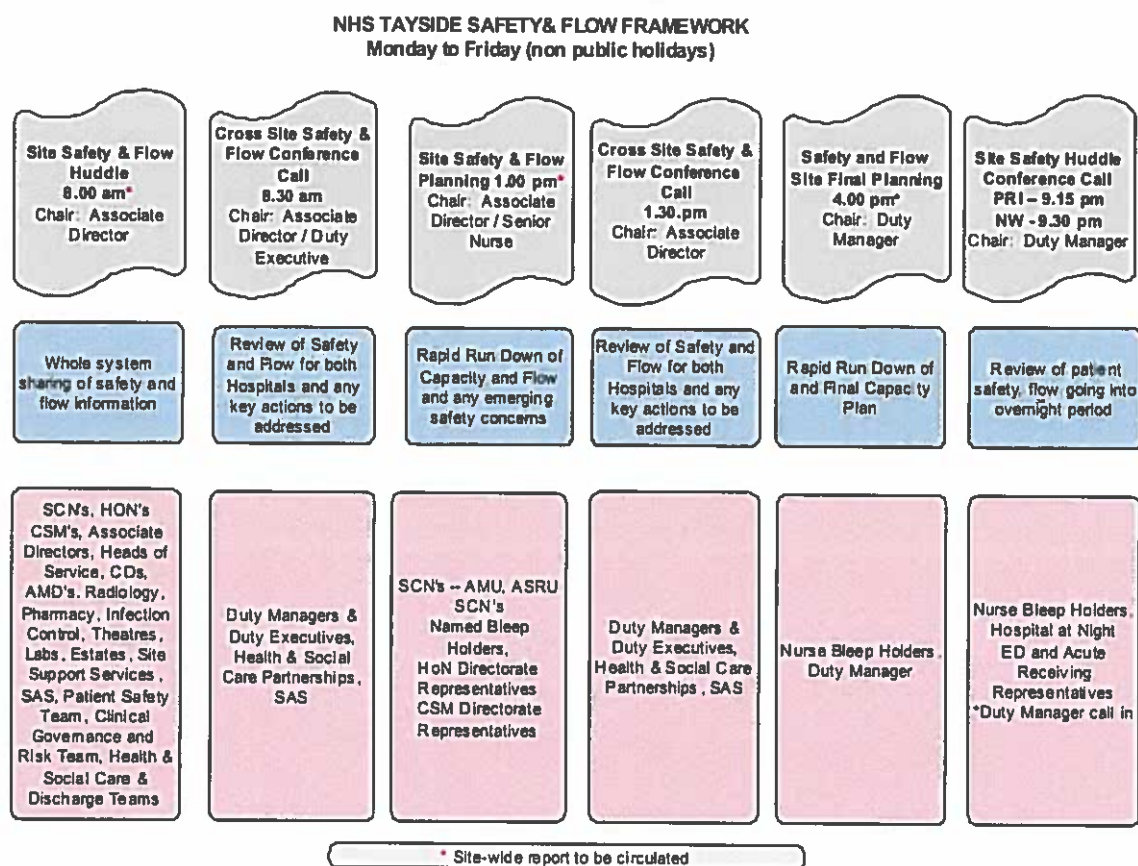 NHS TAYSIDE SAFETY& FLOW FRAMEWORK
Monday to Friday (non public holidays)
Site Safety & Flow
Huddle
8.00 am*
Chair: Associate
Director
Cross Site Safety &
Flow Conference
Call
8.30 am
Chair: Associate
Director / Duty
Executive
Site Safety & Flow
Planning 1.00 pm*
Chair: Associate
Director / Senior
Nurse
Cross Site Safety &
Flow Conference
Call
1.30.pm
Chair: Associate
Director
Safety and Flow
Site Final Planning
4.00 pm*
Chair: Duty
Manager
Site Safety Huddle
Conference Call
PRI – 9.15 pm
NW - 9.30 pm
Chair: Duty Manager
Whole system
sharing of safety and
flow information
Review of Safety
and Flow for both
Hospitals and any
key actions to be
addressed
Rapid Run Down of
Capacity and Flow
and any emerging
safety concerns
Review of Safety and
Flow for both
Hospitals and any
key actions to be
addressed
Rapid Run Down of
and Final Capacity
Plan
Review of patient
safety, flow going into
overnight period
SCN's, HON's
CSM's, Associate
Directors, Heads of
Service, CDs,
AMD's. Radiology,
Pharmacy, Infection
Control, Theatres,
Labs, Estates, Site
Support Services,
SAS, Patient Safety
Team, Clinical
Governance and
Risk Team, Health &
Social Care &
Discharge Teams
Duty Managers &
Duty Executives,
Health & Social
Care Partnerships,
SAS
SCN's -- AMU, ASRU
SCN's
Named Bleep
Holders,
HoN Directorate
Representatives
CSM Directorate
Representatives
Duty Managers &
Duty Executives,
Health & Social Care
Partnerships, SAS
Nurse Bleep Holders,
Duty Manager
Nurse Bleep Holders,
Hospital at Night
ED and Acute
Receiving
Representatives
*Duty Manager call in
* Site-wide report to be circulated